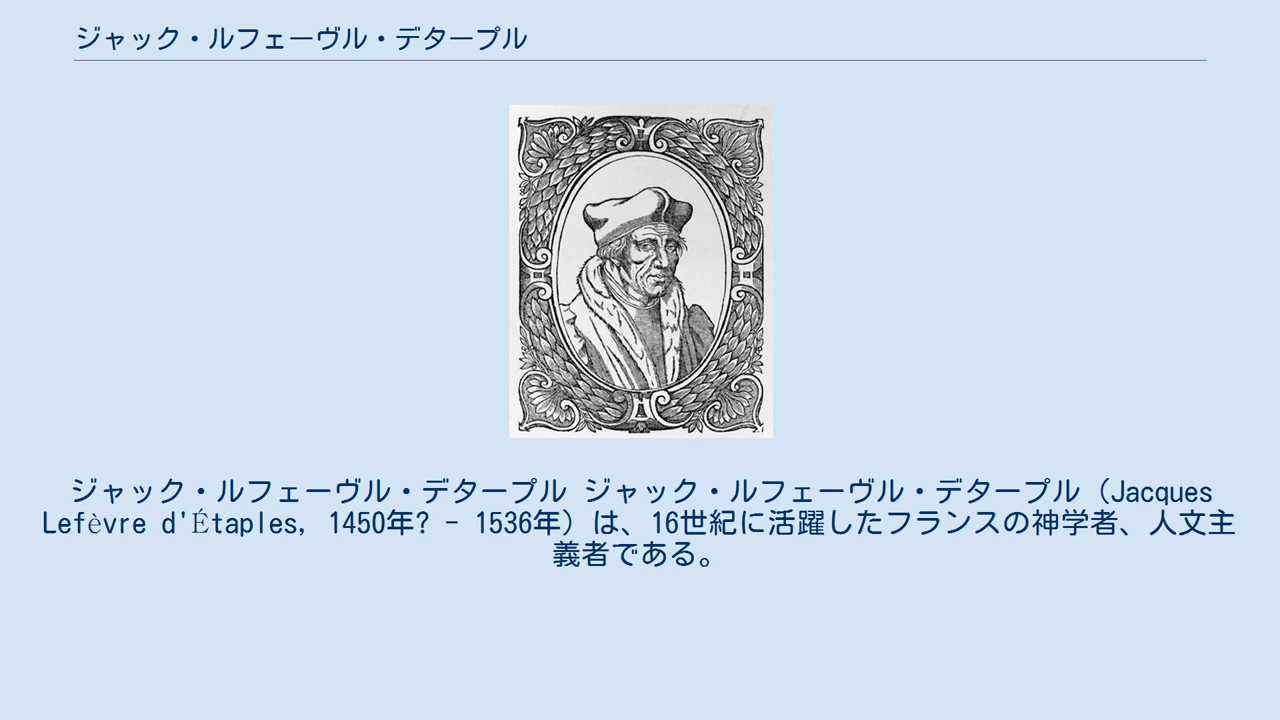 ジャック・ルフェーヴル・デタープル
ジャック・ルフェーヴル・デタープル ジャック・ルフェーヴル・デタープル（Jacques
Lefèvre d'Étaples, 1450年? - 1536年）は、16世紀に活躍したフランスの神学者、人文主
義者である。